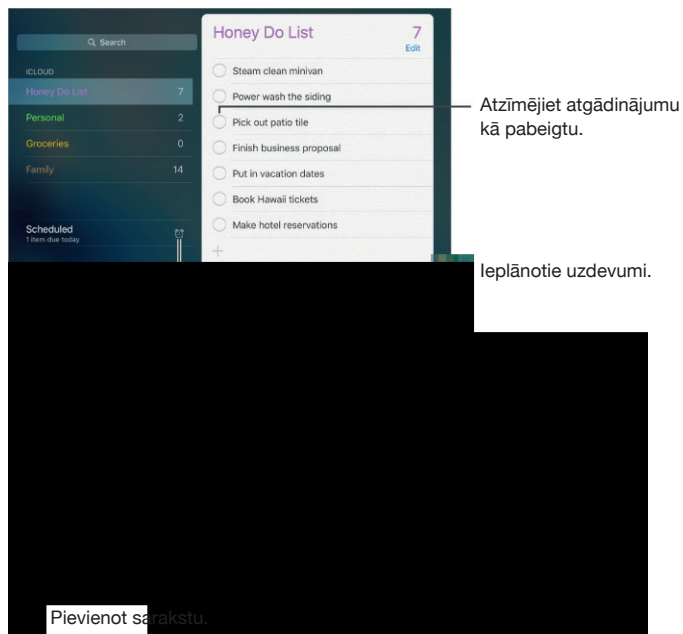 Search
ICLOUD
Honey Do List 7
Personal 2
Groceries 0
Family 14
Scheduled
1 item due today
Honey Do List 7
Edit
Steam clean minivan
Power wash the siding
Pick out patio tile
Finish business proposal
Put in vacation dates
Book Hawaii tickets
Make hotel reservations
Atzīmējiet atgādinājumu
kā pabeigtu.
Ieplānotie uzdevumi.
Pievienot sarakstu.